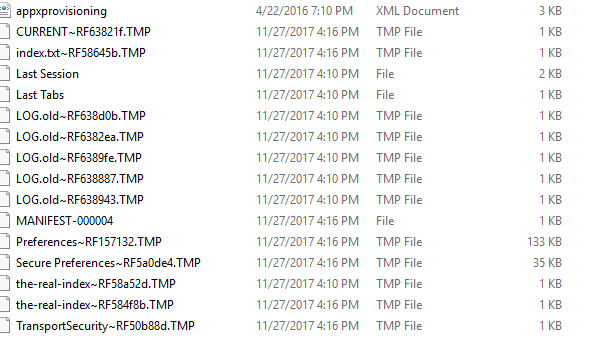 appxprovisioning 4/22/2016 7:10 PM XML Document 3 KB
CURRENT~RF63821f.TMP 11/27/2017 4:16 PM TMP File 1 KB
index.txt~RF58645b.TMP 11/27/2017 4:16 PM TMP File 1 KB
Last Session 11/27/2017 4:10 PM File 2 KB
Last Tabs 11/27/2017 4:10 PM File 1 KB
LOG.old~RF638d0b.TMP 11/27/2017 4:16 PM TMP File 1 KB
LOG.old~RF6382ea.TMP 11/27/2017 4:10 PM TMP File 1 KB
LOG.old~RF6389fe.TMP 11/27/2017 4:10 PM TMP File 1 KB
LOG.old~RF638887.TMP 11/27/2017 4:10 PM TMP File 1 KB
LOG.old~RF638943.TMP 11/27/2017 4:10 PM TMP File 1 KB
MANIFEST-000004 11/27/2017 4:16 PM File 1 KB
Preferences~RF157132.TMP 11/27/2017 4:16 PM TMP File 133 KB
Secure Preferences~RF5a0de4.TMP 11/27/2017 4:16 PM TMP File 35 KB
the-real-index~RF58a52d.TMP 11/27/2017 4:10 PM TMP File 1 KB
the-real-index~RF584f8b.TMP 11/27/2017 4:16 PM TMP File 1 KB
TransportSecurity~RF50b88d.TMP 11/27/2017 4:16 PM TMP File 1 KB